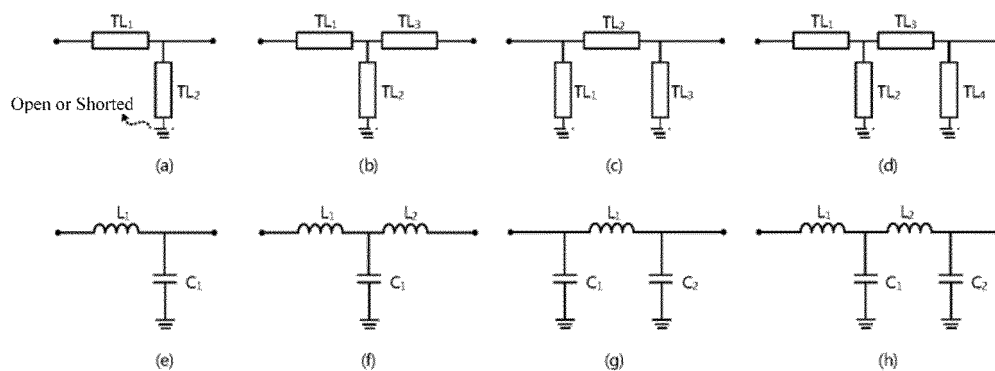 TL₁ TL₁ TL₃ TL₂ TL₁ TL₃
TL₂ TL₂ TL₁ TL₃ TL₂ TL₄
Open or Shorted
(a) (b) (c) (d)
L₁ L₁ L₂ L₁ L₁ L₂
C₁ C₁ C₁ C₂ C₁ C₂
(e) (f) (g) (h)